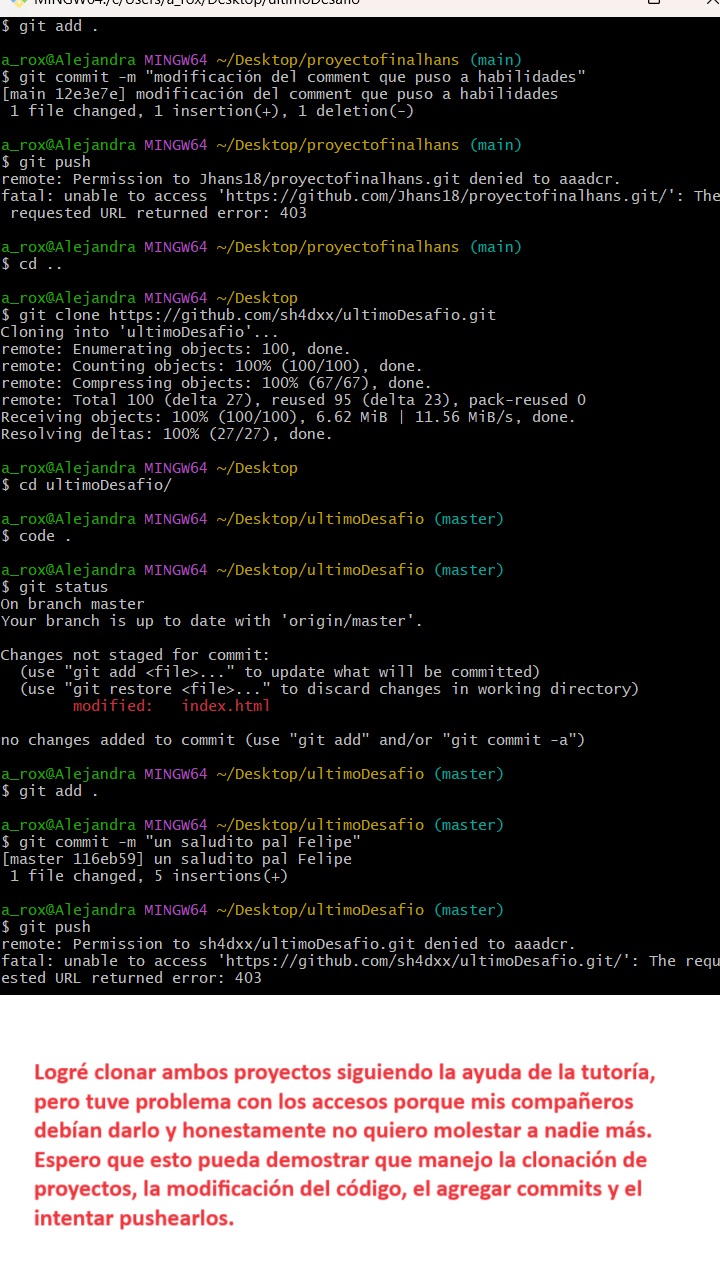 MINGW64:/c/Users/a_rox/Desktop/ultimoDesafio
$ git add .
a_rox@Alejandra MINGW64 ~/Desktop/proyectofinalhans (main)
$ git commit -m "modificación del comment que puso a habilidades"
[main 12e3e7e] modificación del comment que puso a habilidades
1 file changed, 1 insertion(+), 1 deletion(-)
a_rox@Alejandra MINGW64 ~/Desktop/proyectofinalhans (main)
$ git push
remote: Permission to Jhans18/proyectofinalhans.git denied to aaadcr.
fatal: unable to access 'https://github.com/Jhans18/proyectofinalhans.git/': The
requested URL returned error: 403
a_rox@Alejandra MINGW64 ~/Desktop/proyectofinalhans (main)
$ cd ..
a_rox@Alejandra MINGW64 ~/Desktop
$ git clone https://github.com/sh4dxx/ultimoDesafio.git
Cloning into 'ultimoDesafio'...
remote: Enumerating objects: 100, done.
remote: Counting objects: 100% (100/100), done.
remote: Compressing objects: 100% (67/67), done.
remote: Total 100 (delta 27), reused 95 (delta 23), pack-reused 0
Receiving objects: 100% (100/100), 6.62 MiB | 11.56 MiB/s, done.
Resolving deltas: 100% (27/27), done.
a_rox@Alejandra MINGW64 ~/Desktop
$ cd ultimoDesafio/
a_rox@Alejandra MINGW64 ~/Desktop/ultimoDesafio (master)
$ code .
a_rox@Alejandra MINGW64 ~/Desktop/ultimoDesafio (master)
$ git status
On branch master
Your branch is up to date with 'origin/master'.
Changes not staged for commit:
(use "git add <file>..." to update what will be committed)
(use "git restore <file>..." to discard changes in working directory)
modified: index.html
no changes added to commit (use "git add" and/or "git commit -a")
a_rox@Alejandra MINGW64 ~/Desktop/ultimoDesafio (master)
$ git add .
a_rox@Alejandra MINGW64 ~/Desktop/ultimoDesafio (master)
$ git commit -m "un saludito pal Felipe"
[master 116eb59] un saludito pal Felipe
1 file changed, 5 insertions(+)
a_rox@Alejandra MINGW64 ~/Desktop/ultimoDesafio (master)
$ git push
remote: Permission to sh4dxx/ultimoDesafio.git denied to aaadcr.
fatal: unable to access 'https://github.com/sh4dxx/ultimoDesafio.git/': The requ
ested URL returned error: 403
Logré clonar ambos proyectos siguiendo la ayuda de la tutoría,
pero tuve problema con los accesos porque mis compañeros
debían darlo y honestamente no quiero molestar a nadie más.
Espero que esto pueda demostrar que manejo la clonación de
proyectos, la modificación del código, el agregar commits y el
intentar pushearlos.